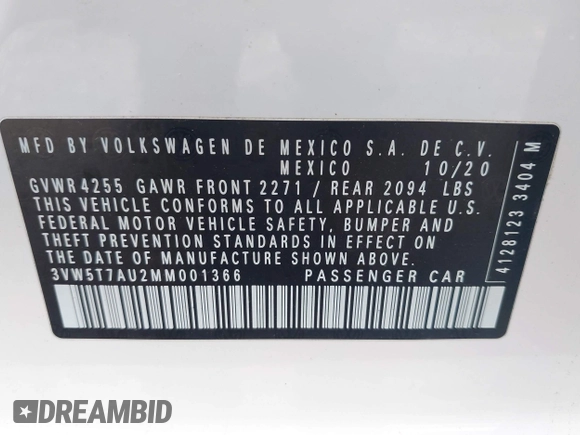 MFD BY VOLKSWAGEN DE MEXICO S.A. DE C.V.
MEXICO 10/20
GVWR 4255 GAWR FRONT 2271 / REAR 2094 LBS
THIS VEHICLE CONFORMS TO ALL APPLICABLE U.S.
FEDERAL MOTOR VEHICLE SAFETY, BUMPER AND
THEFT PREVENTION STANDARDS IN EFFECT ON
THE DATE OF MANUFACTURE SHOWN ABOVE.
3VW5T7AU2MM001366 PASSENGER CAR
4128123 3404 M
DREAMBID